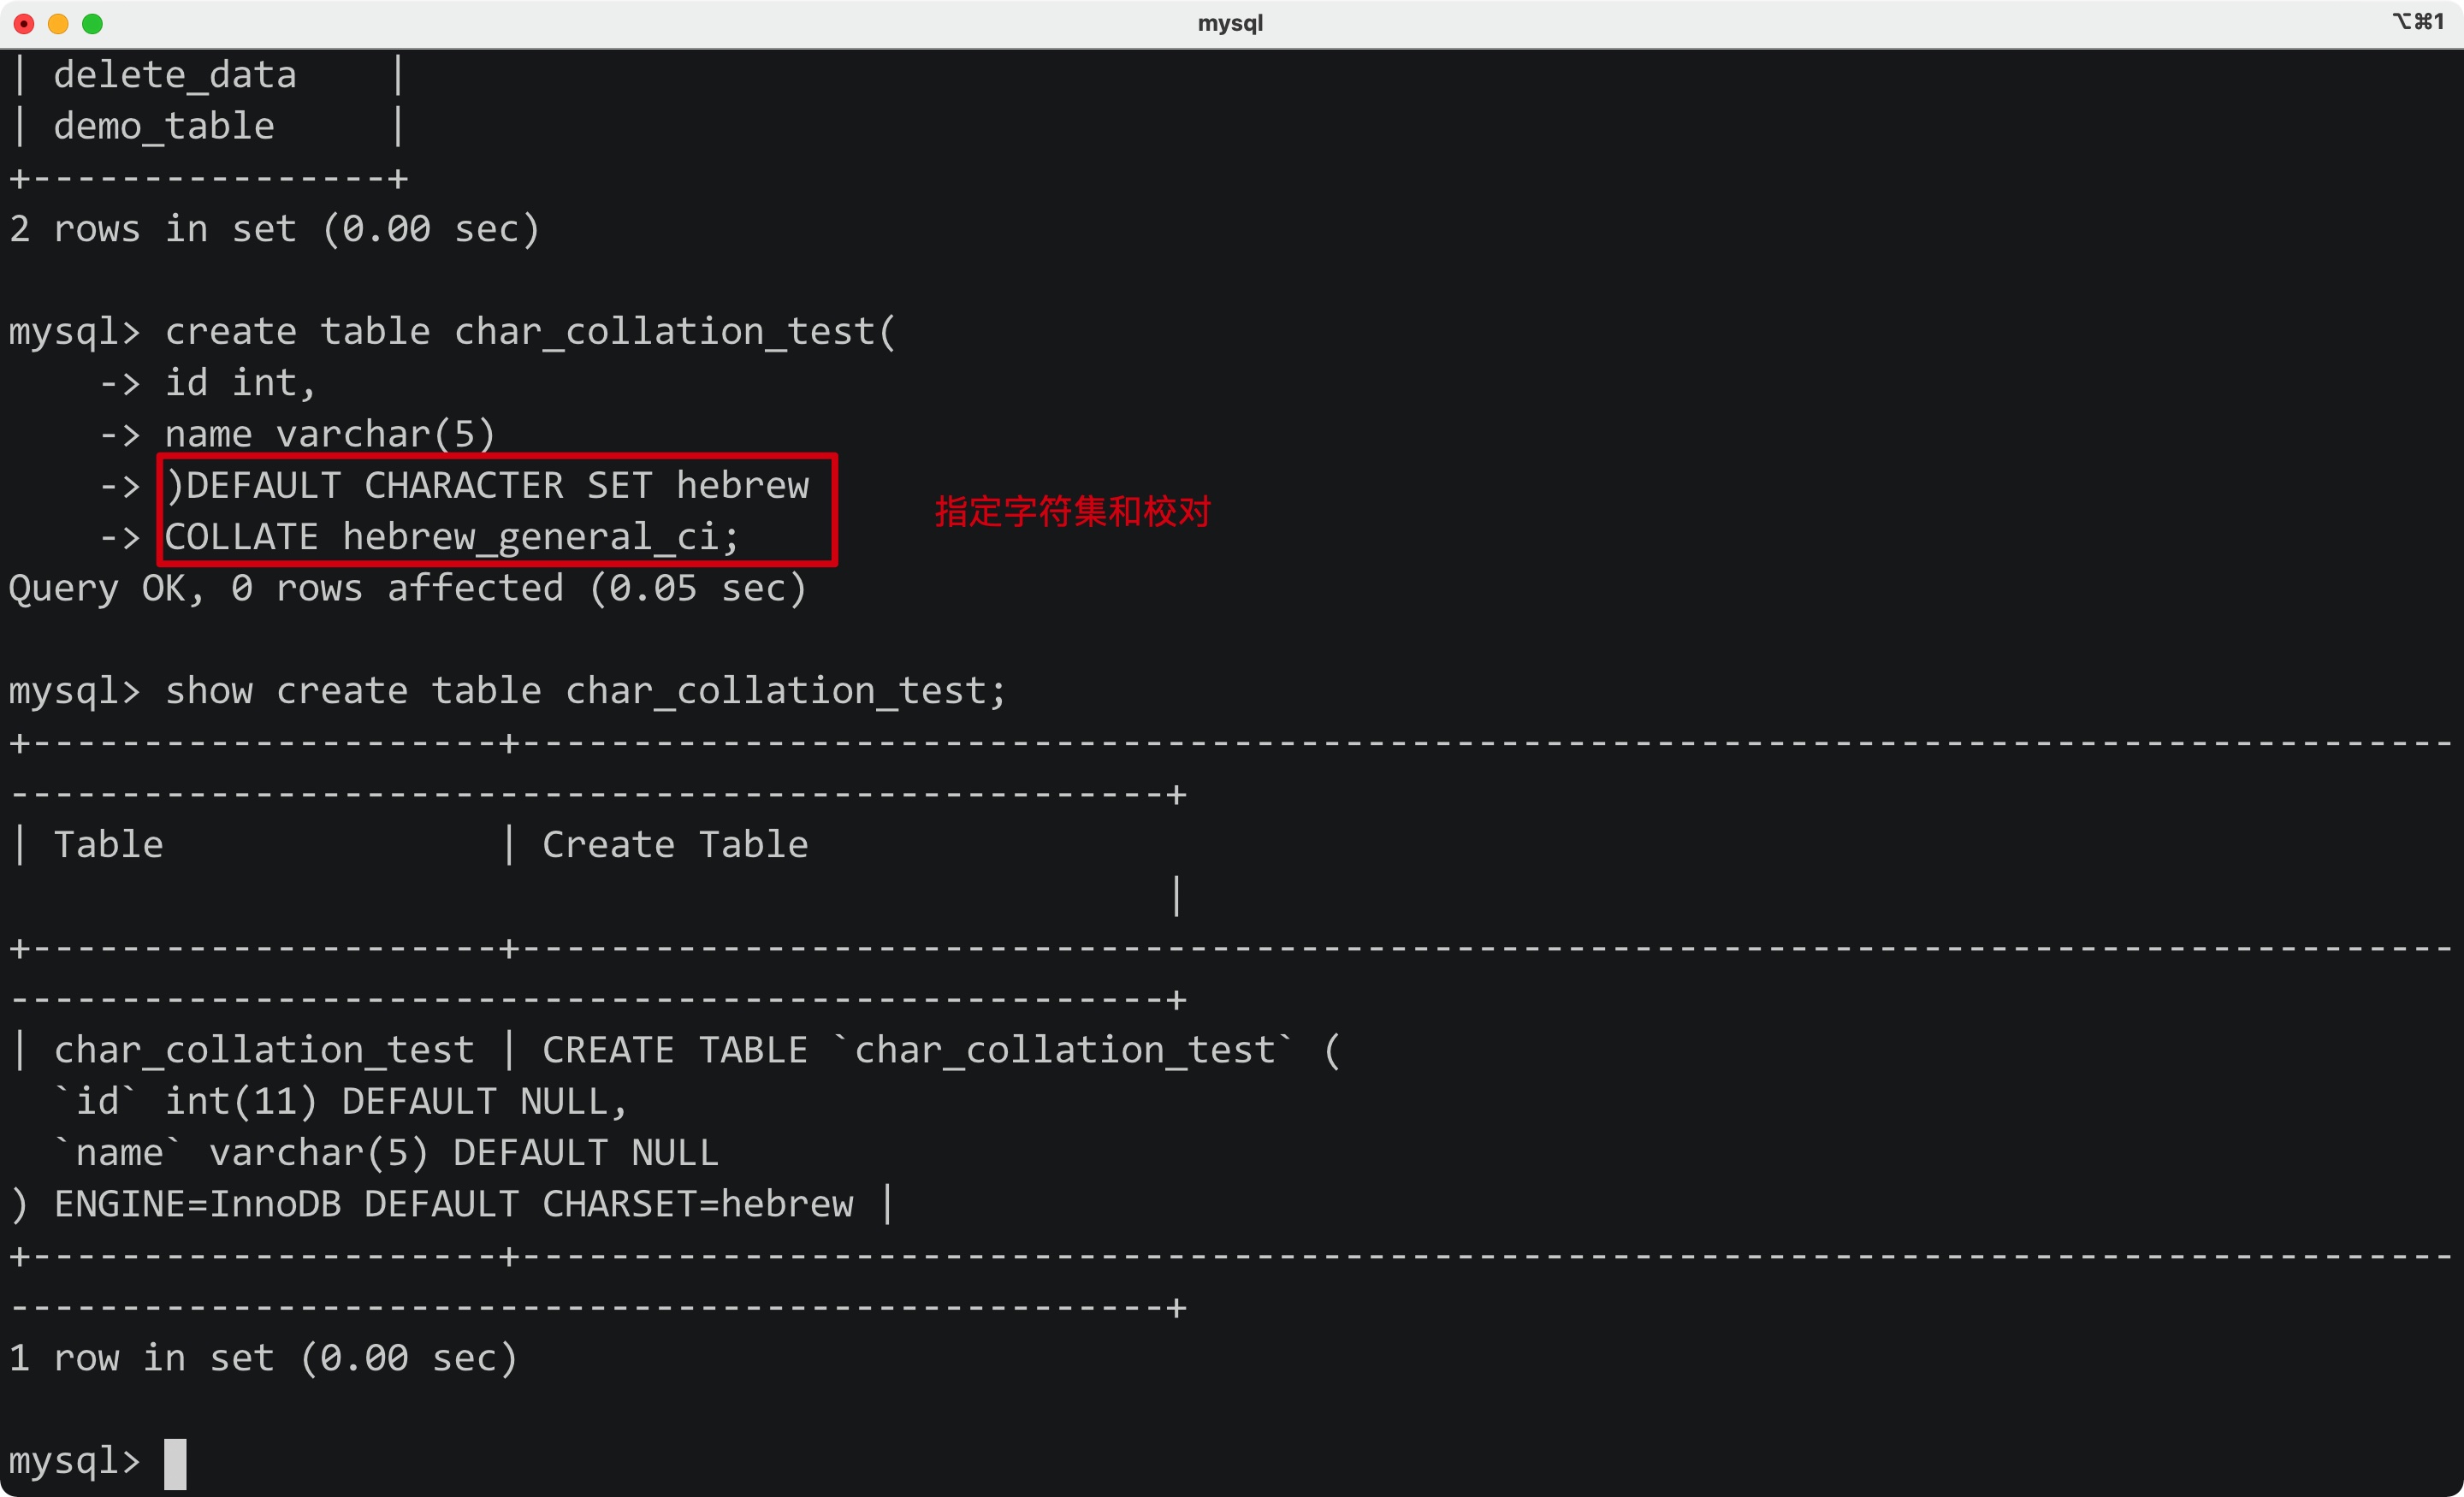 mysql
⌥⌘1
| delete_data    |
| demo_table     |
+----------------+
2 rows in set (0.00 sec)
mysql> create table char_collation_test(
    -> id int,
    -> name varchar(5)
    -> )DEFAULT CHARACTER SET hebrew
    -> COLLATE hebrew_general_ci;
指定字符集和校对
Query OK, 0 rows affected (0.05 sec)
mysql> show create table char_collation_test;
+---------------------+---------------------------------------------------------------------------------------
-----------------------------------------------------+
| Table               | Create Table
                                                     |
+---------------------+---------------------------------------------------------------------------------------
-----------------------------------------------------+
| char_collation_test | CREATE TABLE `char_collation_test` (
  `id` int(11) DEFAULT NULL,
  `name` varchar(5) DEFAULT NULL
) ENGINE=InnoDB DEFAULT CHARSET=hebrew |
+---------------------+---------------------------------------------------------------------------------------
-----------------------------------------------------+
1 row in set (0.00 sec)
mysql>